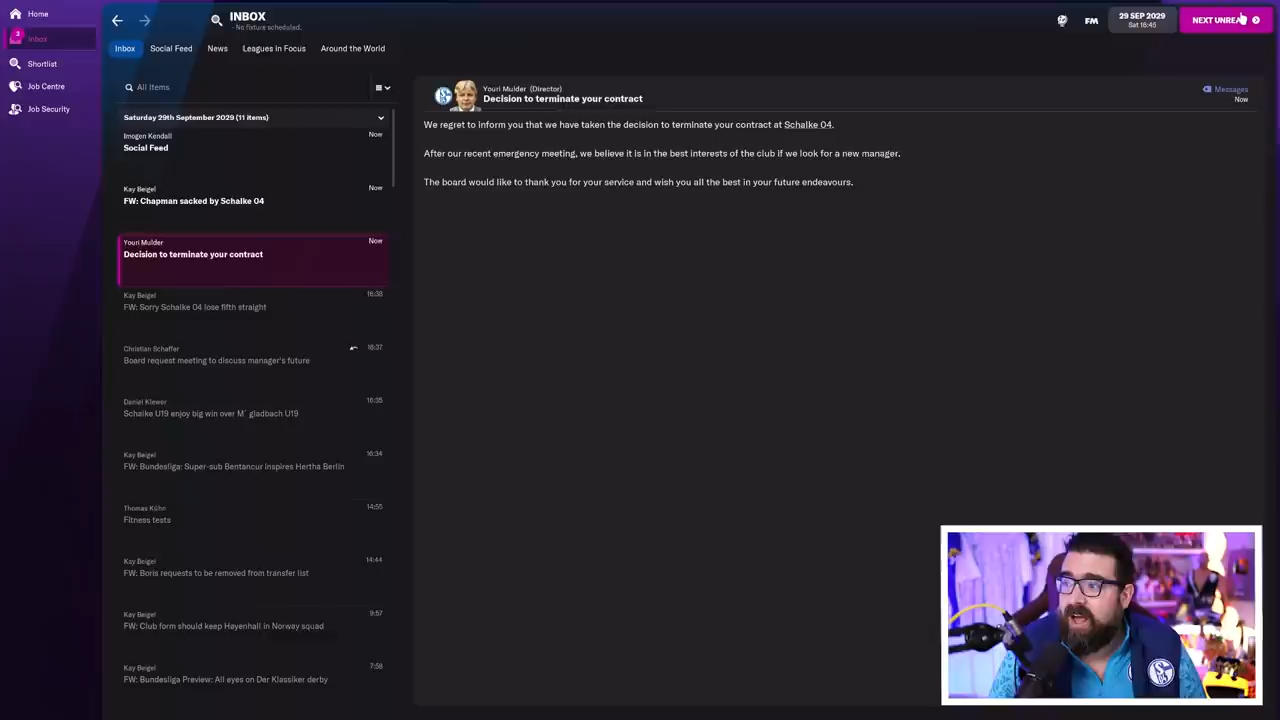 Home
INBOX
- No fixture scheduled.
FM
29 SEP 2029
Sat 16:45
NEXT UNREAD
3
Inbox
Shortlist
Job Centre
Job Security
Inbox
Social Feed
News
Leagues in Focus
Around the World
All Items
Saturday 29th September 2029 (11 items)
Imogen Kendall
Now
Social Feed
Kay Beigel
Now
FW: Chapman sacked by Schalke 04
Youri Mulder
Now
Decision to terminate your contract
Kay Beigel
16:38
FW: Sorry Schalke 04 lose fifth straight
Christian Schaffer
16:37
Board request meeting to discuss manager's future
Daniel Klewer
16:35
Schalke U19 enjoy big win over M´gladbach U19
Kay Beigel
16:34
FW: Bundesliga: Super-sub Bentancur inspires Hertha Berlin
Thomas Kühn
14:55
Fitness tests
Kay Beigel
14:44
FW: Boris requests to be removed from transfer list
Kay Beigel
9:57
FW: Club form should keep Høyenhall in Norway squad
Kay Beigel
7:58
FW: Bundesliga Preview: All eyes on Der Klassiker derby
Youri Mulder (Director)
Decision to terminate your contract
Messages
Now
We regret to inform you that we have taken the decision to terminate your contract at Schalke 04.
After our recent emergency meeting, we believe it is in the best interests of the club if we look for a new manager.
The board would like to thank you for your service and wish you all the best in your future endeavours.